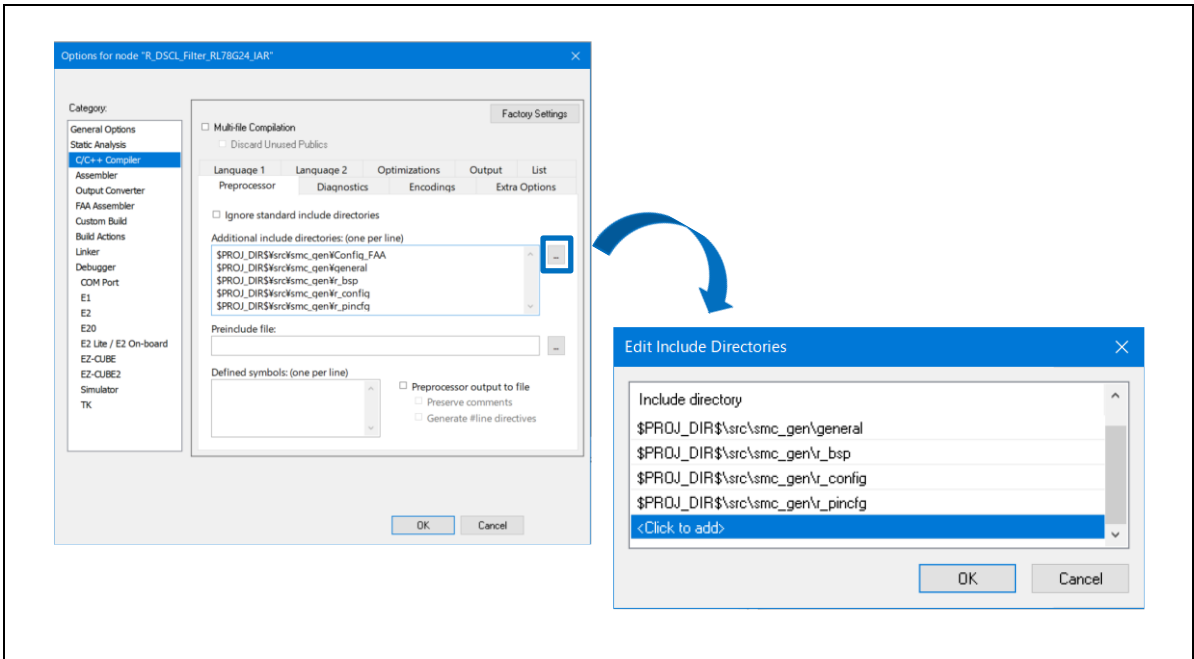 Options for node "R_DSCL_Filter_RL78G24_IAR"
Category:
General Options
Static Analysis
C/C++ Compiler
Assembler
Output Converter
FAA Assembler
Custom Build
Build Actions
Linker
Debugger
COM Port
E1
E2
E20
E2 Lite / E2 On-board
EZ-CUBE
EZ-CUBE2
Simulator
TK
Factory Settings
Multi-file Compilation
Discard Unused Publics
Language 1 Language 2 Optimizations Output List
Preprocessor Diagnostics Encodings Extra Options
Ignore standard include directories
Additional include directories: (one per line)
$PROJ_DIR$¥src¥smc_gen¥Config_FAA
$PROJ_DIR$¥src¥smc_gen¥general
$PROJ_DIR$¥src¥smc_gen¥r_bsp
$PROJ_DIR$¥src¥smc_gen¥r_config
$PROJ_DIR$¥src¥smc_gen¥r_pincfg
...
Preinclude file:
...
Defined symbols: (one per line)
Preprocessor output to file
Preserve comments
Generate #line directives
OK Cancel
Edit Include Directories
Include directory
$PROJ_DIR$\src\smc_gen\general
$PROJ_DIR$\src\smc_gen\r_bsp
$PROJ_DIR$\src\smc_gen\r_config
$PROJ_DIR$\src\smc_gen\r_pincfg
<Click to add>
OK Cancel